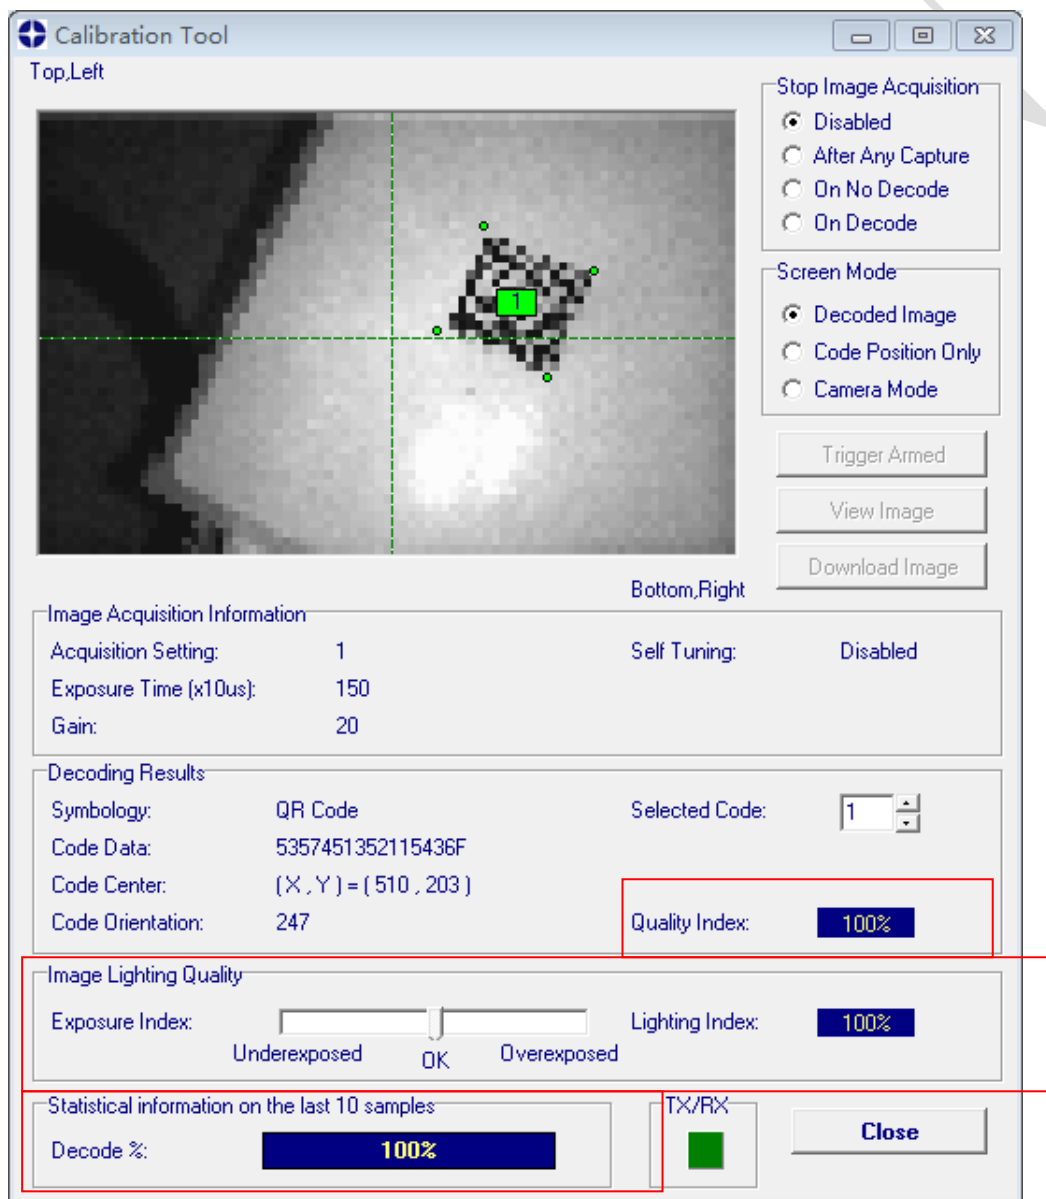 Calibration Tool
Top,Left
1
Bottom,Right
Stop Image Acquisition
Disabled
After Any Capture
On No Decode
On Decode
Screen Mode
Decoded Image
Code Position Only
Camera Mode
Trigger Armed
View Image
Download Image
Image Acquisition Information
Acquisition Setting: 1 Self Tuning: Disabled
Exposure Time (x10us): 150
Gain: 20
Decoding Results
Symbology: QR Code Selected Code: 1
Code Data: 5357451352115436F
Code Center: ( X , Y ) = ( 510 , 203 )
Code Orientation: 247 Quality Index: 100%
Image Lighting Quality
Exposure Index: Lighting Index: 100%
Underexposed OK Overexposed
Statistical information on the last 10 samples TX/RX
Decode %: 100% Close